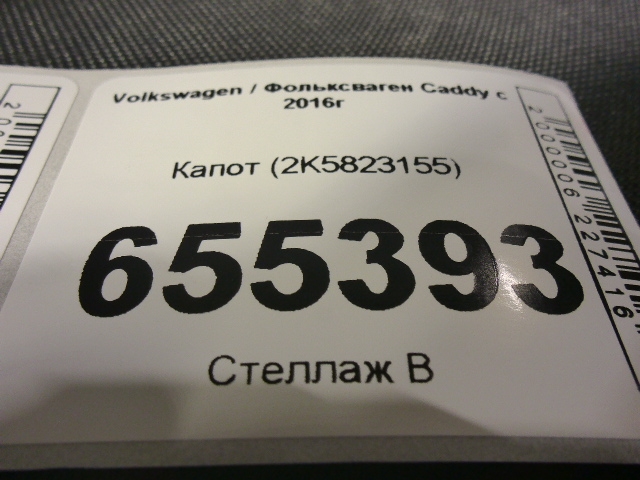 Volkswagen / Фольксваген Caddy с
2016г
Капот (2K5823155)
655393
Стеллаж В
2000006227416